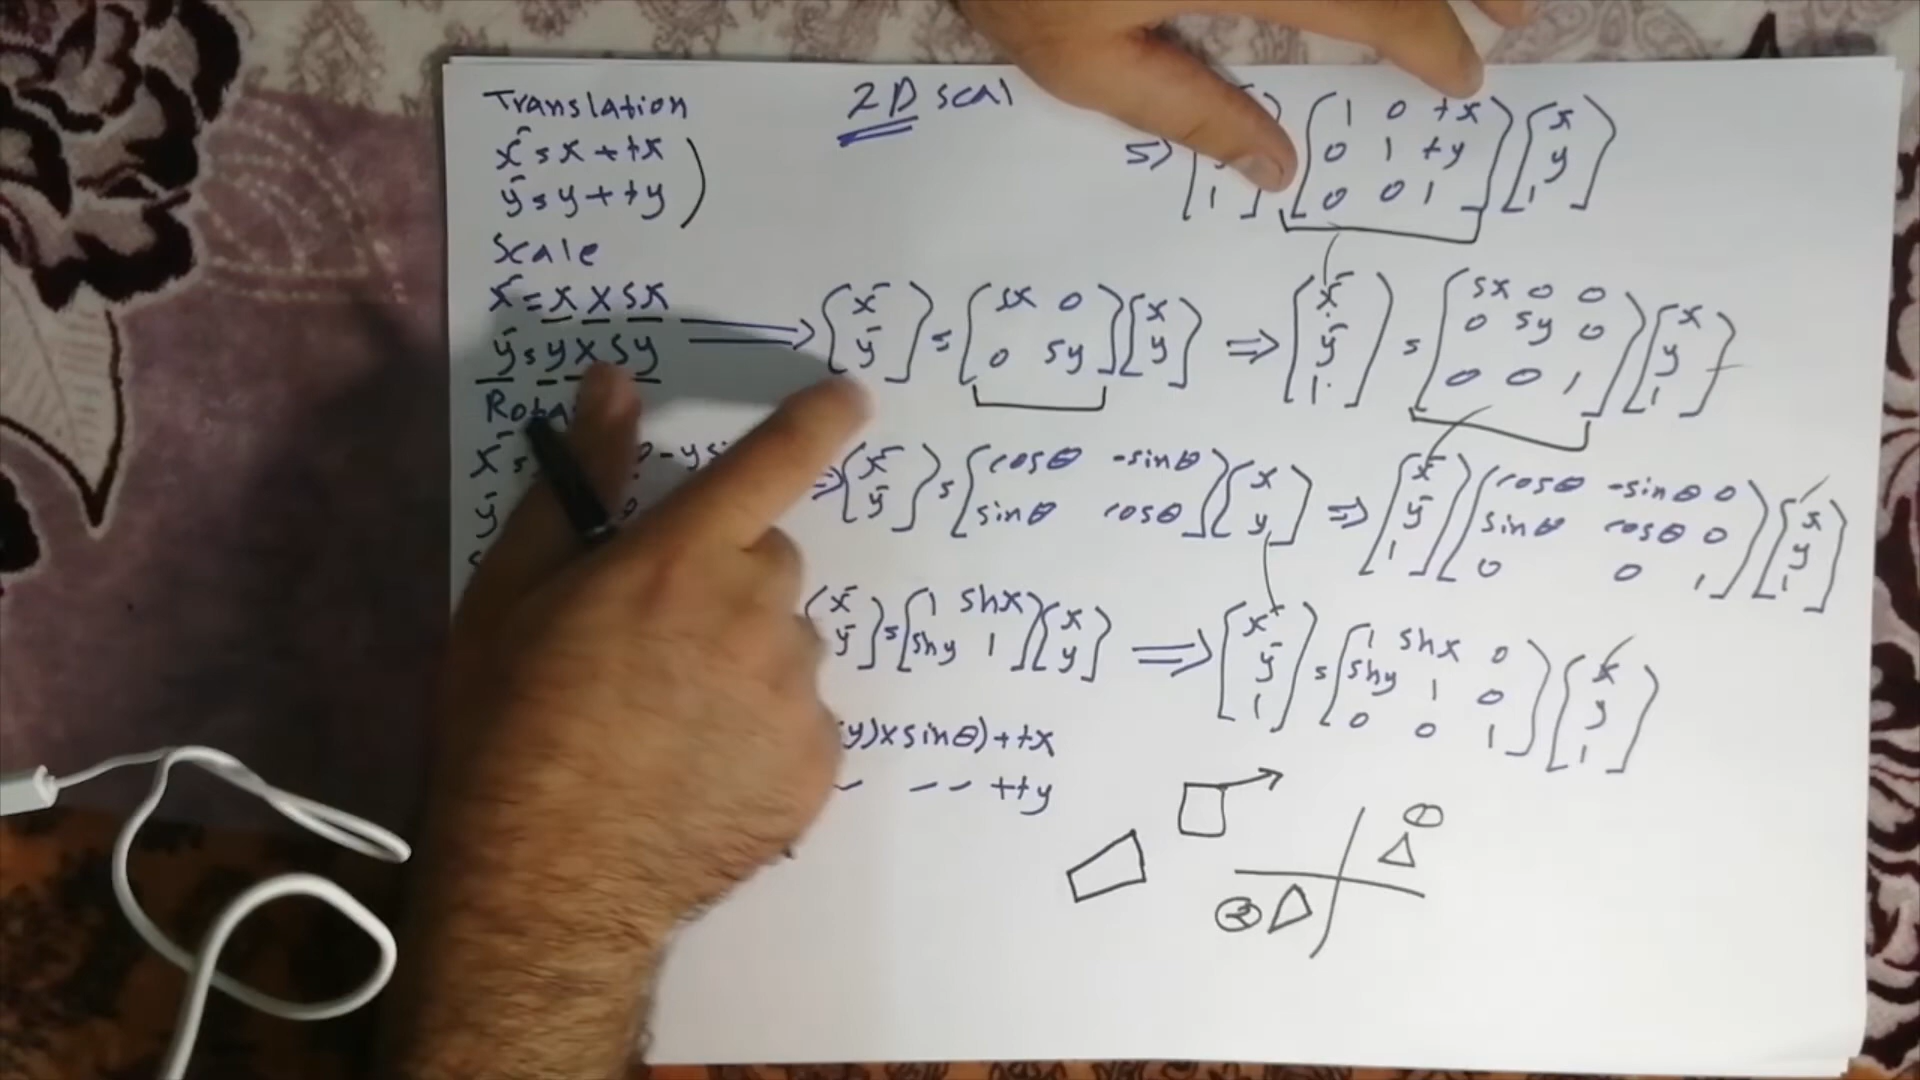 Translation
x̄ = x + tx
ȳ = y + ty
2D scal
⇒ [ 1 ] [ 1 0 tx ] [ x ]
[ 0 1 ty ] [ y ]
[ 0 0 1 ] [ 1 ]
Scale
x̄ = x × sx
ȳ = y × sy
[ x̄ ] = [ sx 0 ] [ x ] ⇒ [ x̄ ] = [ sx 0 0 ] [ x ]
[ ȳ ] [ 0 sy ] [ y ] [ ȳ ] [ 0 sy 0 ] [ y ]
[ 1 ] [ 0 0 1 ] [ 1 ]
x̄ = - y
ȳ
⇒ [ x̄ ] = [ cosθ -sinθ ] [ x ] ⇒ [ x̄ ] [ cosθ -sinθ 0 ] [ x ]
[ ȳ ] [ sinθ cosθ ] [ y ] [ ȳ ] [ sinθ cosθ 0 ] [ y ]
[ 1 ] [ 0 0 1 ] [ 1 ]
[ x̄ ] = [ 1 shx ] [ x ] ⇒ [ x̄ ] = [ 1 shx 0 ] [ x ]
[ ȳ ] [ shy 1 ] [ y ] [ ȳ ] [ shy 1 0 ] [ y ]
[ 1 ] [ 0 0 1 ] [ 1 ]
y) x sinθ) + tx
- - - + ty
①
②